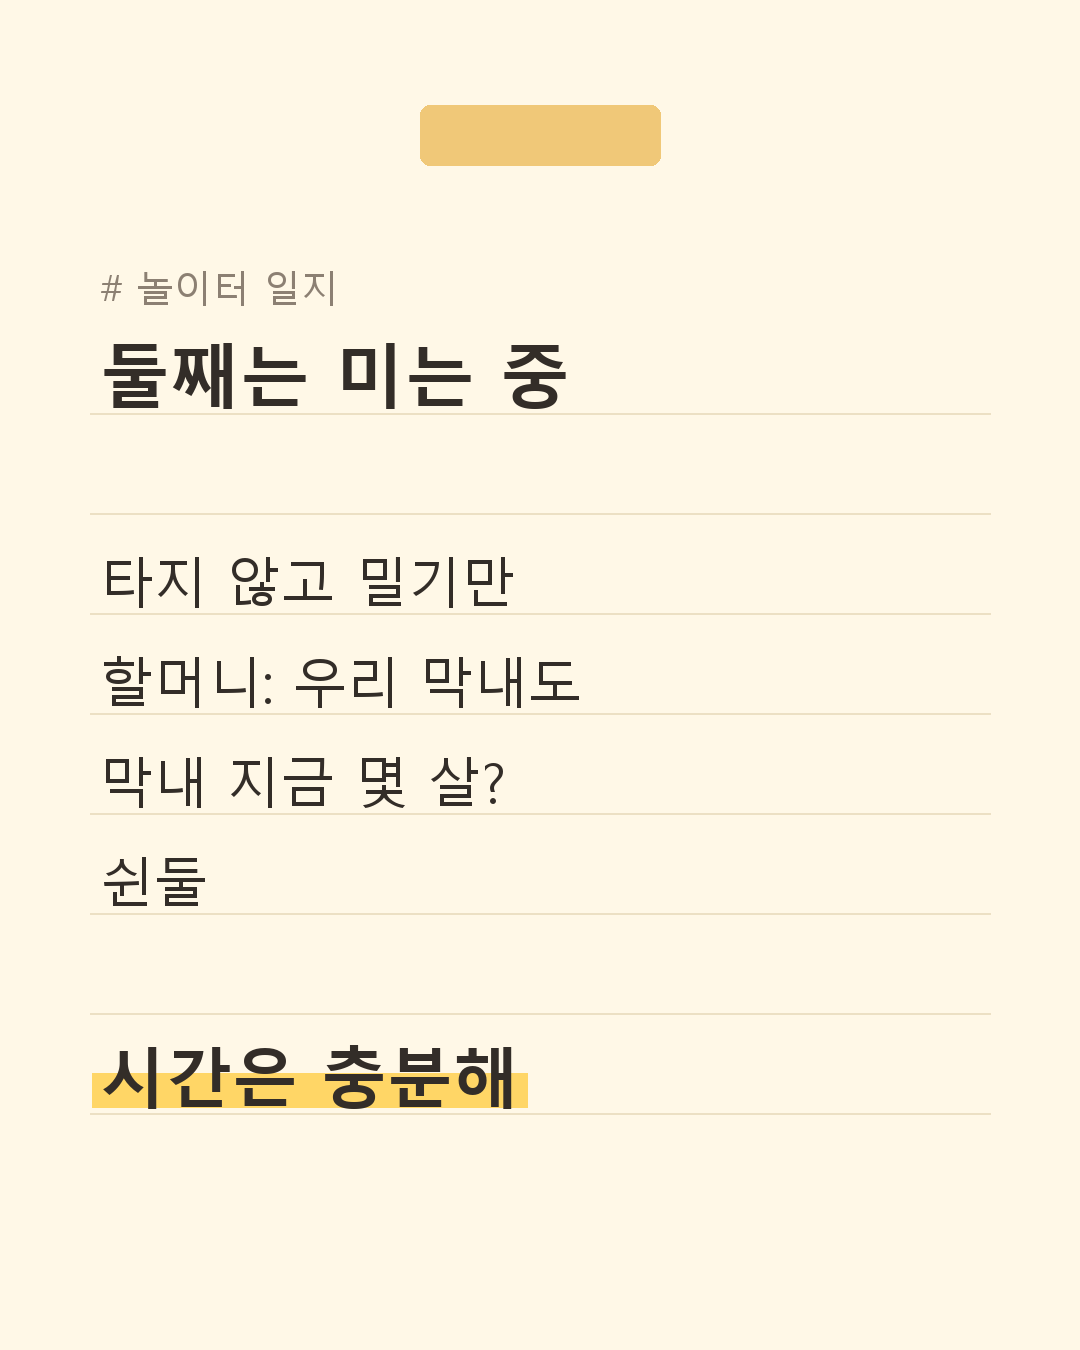 # 놀이터 일지
둘째는 미는 중
타지 않고 밀기만
할머니: 우리 막내도
막내 지금 몇 살?
쉰둘
시간은 충분해